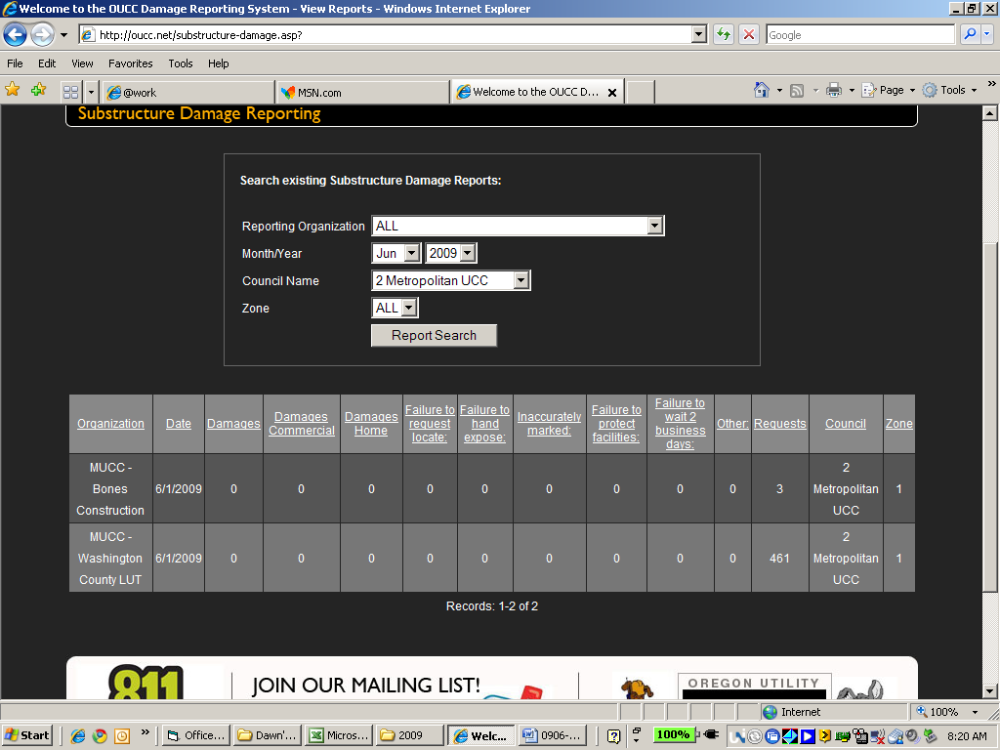 Welcome to the OUCC Damage Reporting System - View Reports - Windows Internet Explorer
http://oucc.net/substructure-damage.asp?
Google
File Edit View Favorites Tools Help
@work
MSN.com
Welcome to the OUCC D...
Page
Tools
Substructure Damage Reporting
Search existing Substructure Damage Reports:
Reporting Organization ALL
Month/Year Jun 2009
Council Name 2 Metropolitan UCC
Zone ALL
Report Search
Organization Date Damages Damages Commercial Damages Home Failure to request locate: Failure to hand expose: Inaccurately marked: Failure to protect facilities: Failure to wait 2 business days: Other: Requests Council Zone
MUCC - Bones Construction 6/1/2009 0 0 0 0 0 0 0 0 0 3 2 Metropolitan UCC 1
MUCC - Washington County LUT 6/1/2009 0 0 0 0 0 0 0 0 0 461 2 Metropolitan UCC 1
Records: 1-2 of 2
811
JOIN OUR MAILING LIST!
OREGON UTILITY
Internet
100%
Start
Office...
Dawn'...
Micros...
2009
Welc...
0906-...
100%
8:20 AM